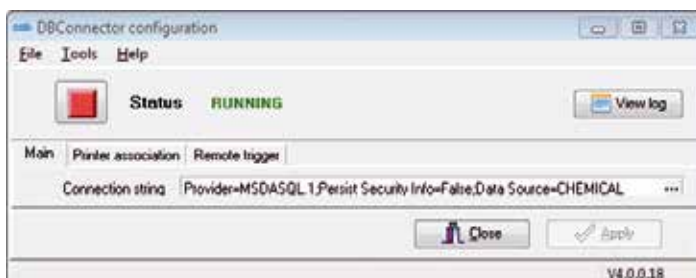 DBConnector configuration
File Tools Help
Status RUNNING View log
Main Printer association Remote trigger
Connection string Provider=MSDASQL.1;Persist Security Info=False;Data Source=CHEMICAL ...
Close Apply
V4.0.0.18